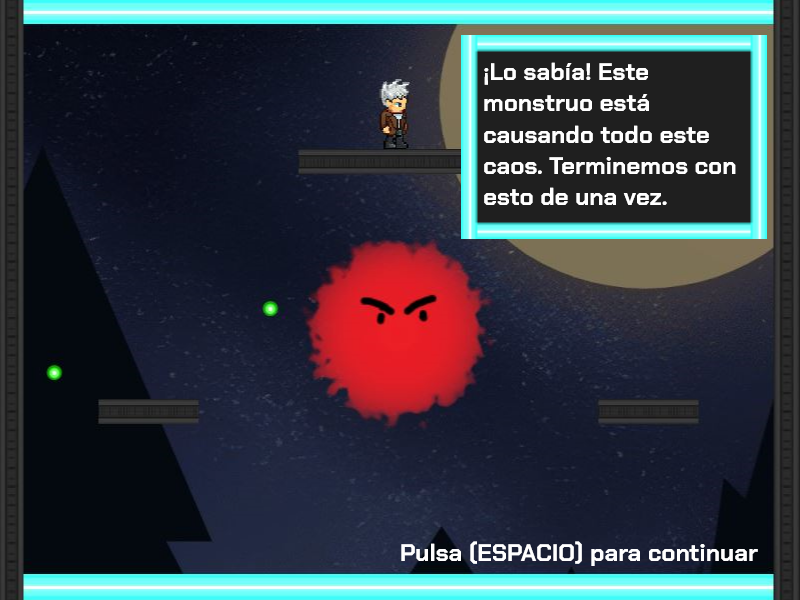 ¡Lo sabía! Este
monstruo está
causando todo este
caos. Terminemos con
esto de una vez.
Pulsa (ESPACIO) para continuar